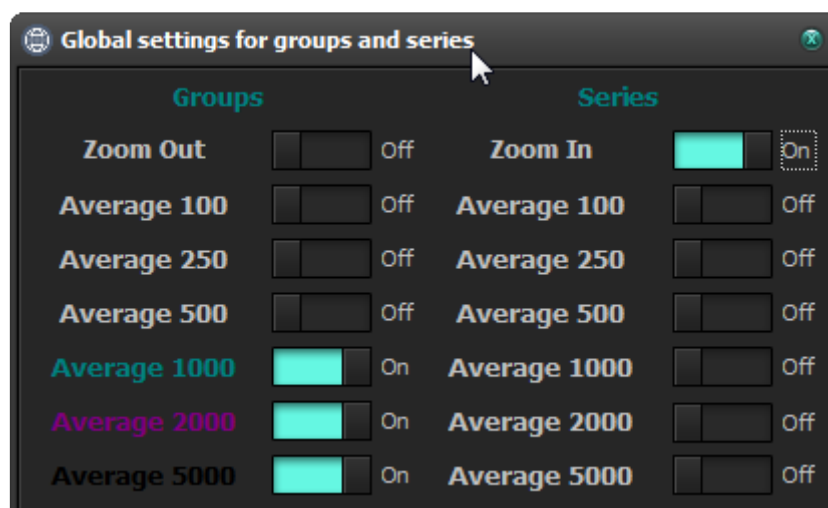 Global settings for groups and series
Groups Series
Zoom Out Off Zoom In On
Average 100 Off Average 100 Off
Average 250 Off Average 250 Off
Average 500 Off Average 500 Off
Average 1000 On Average 1000 Off
Average 2000 On Average 2000 Off
Average 5000 On Average 5000 Off